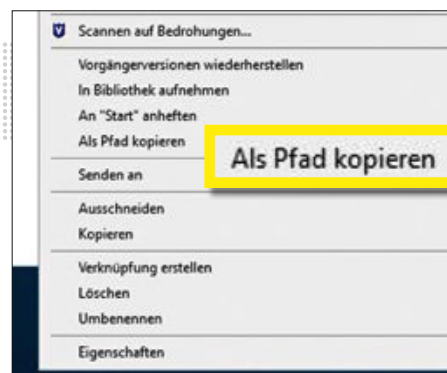 Scannen auf Bedrohungen...
Vorgängerversionen wiederherstellen
In Bibliothek aufnehmen
An "Start" anheften
Als Pfad kopieren
Als Pfad kopieren
Senden an
Ausschneiden
Kopieren
Verknüpfung erstellen
Löschen
Umbenennen
Eigenschaften